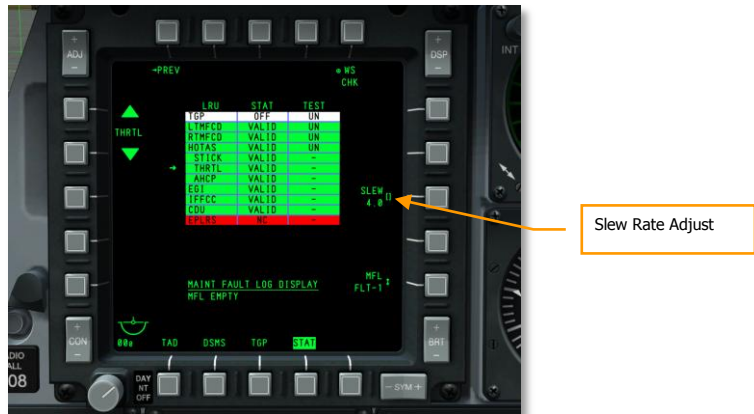 +
ADJ
-
+
DSP
-
INT
→PREV
WS
CHK
THRTL
LRU STAT TEST
TGP OFF UN
LTMFCD VALID UN
RTMFCD VALID UN
HOTAS VALID UN
STICK VALID -
→ THRTL VALID -
AHCP VALID -
EGI VALID -
IFFCC VALID -
CDU VALID -
EPLRS NC -
SLEW
4.0
Slew Rate Adjust
MAINT FAULT LOG DISPLAY
MFL EMPTY
MFL
FLT-1
+
CON
-
TAD DSMS TGP STAT
+
BRT
-
ADIO
ALL
08
DAY
NT
OFF
- SYM +